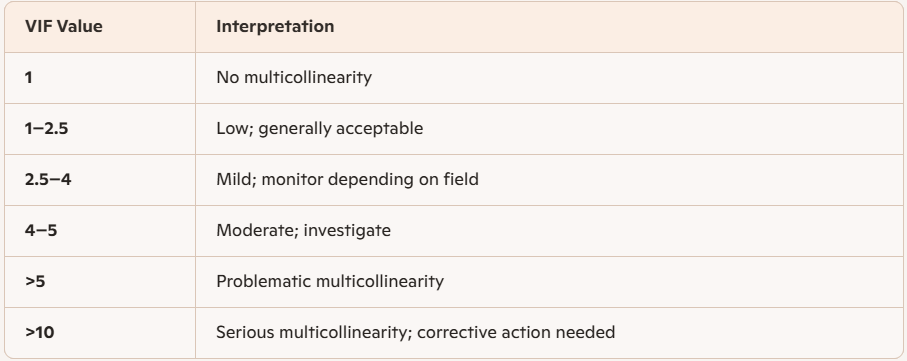 VIF Value Interpretation
1 No multicollinearity
1–2.5 Low; generally acceptable
2.5–4 Mild; monitor depending on field
4–5 Moderate; investigate
>5 Problematic multicollinearity
>10 Serious multicollinearity; corrective action needed